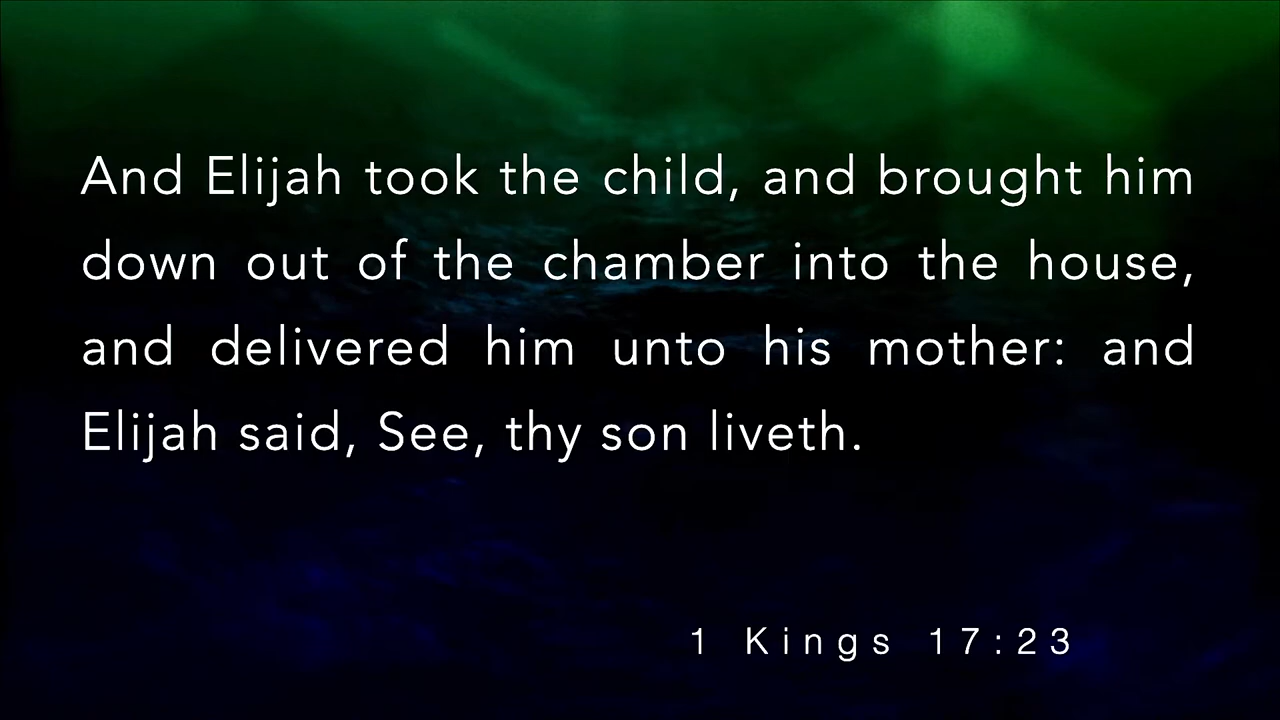 And Elijah took the child, and brought him
down out of the chamber into the house,
and delivered him unto his mother: and
Elijah said, See, thy son liveth.
1 Kings 17:23